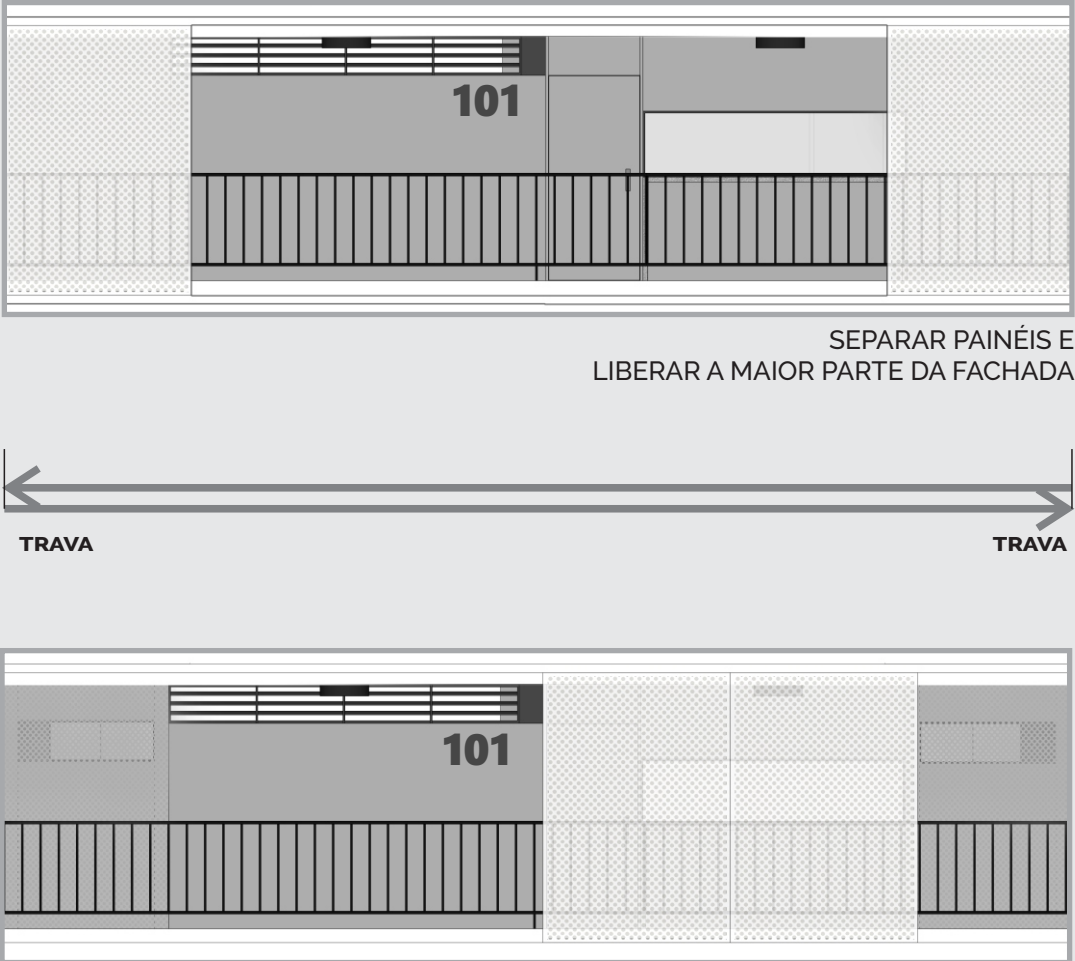 101
SEPARAR PAINÉIS E
LIBERAR A MAIOR PARTE DA FACHADA
TRAVA TRAVA
101